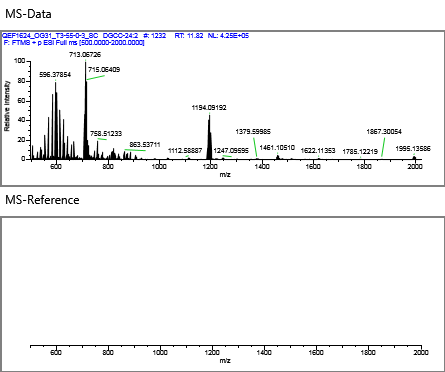 MS-Data
QEF1624_OG31_T3-55-0-3_SC DGCC-24:2 #: 1232 RT: 11.82 NL: 4.25E+05
F: FTMS + p ESI Full ms [500.0000-2000.0000]
713.06726
100
596.37854
715.06409
80
60
1194.09192
40
758.51233
863.53711
1379.59985
1867.30054
20
1112.58887
1247.09595
1461.10510
1622.11353
1785.12219
1995.13586
0
Relative Intensity
600 800 1000 1200 1400 1600 1800 2000
m/z
MS-Reference
600 800 1000 1200 1400 1600 1800 2000
m/z